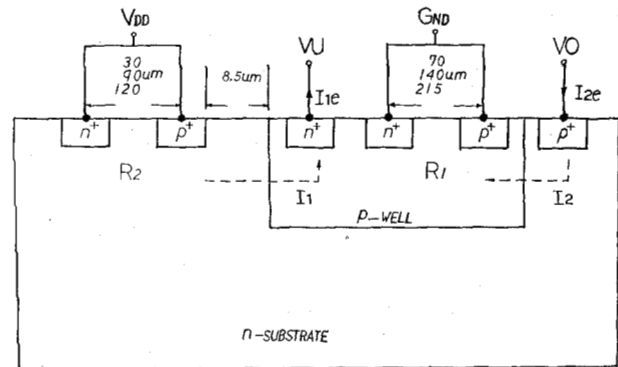 VDD
GND
30
90um
120
8.5um
VU
I1e
70
140um
215
VO
I2e
n+
p+
n+
n+
p+
p+
R2
I1
R1
I2
P-WELL
n-SUBSTRATE